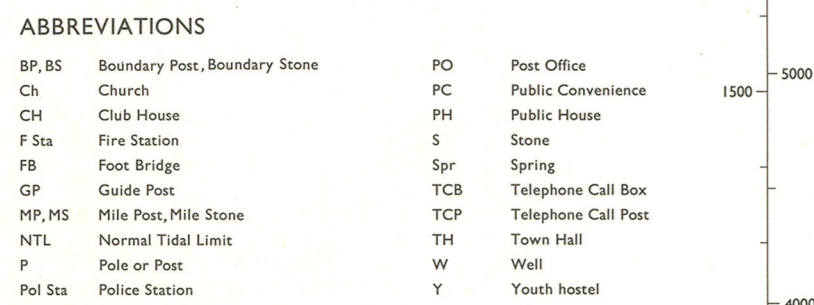 ABBREVIATIONS
BP, BS Boundary Post, Boundary Stone
Ch Church
CH Club House
F Sta Fire Station
FB Foot Bridge
GP Guide Post
MP, MS Mile Post, Mile Stone
NTL Normal Tidal Limit
P Pole or Post
Pol Sta Police Station
PO Post Office
PC Public Convenience
PH Public House
S Stone
Spr Spring
TCB Telephone Call Box
TCP Telephone Call Post
TH Town Hall
W Well
Y Youth hostel
5000
1500
4000